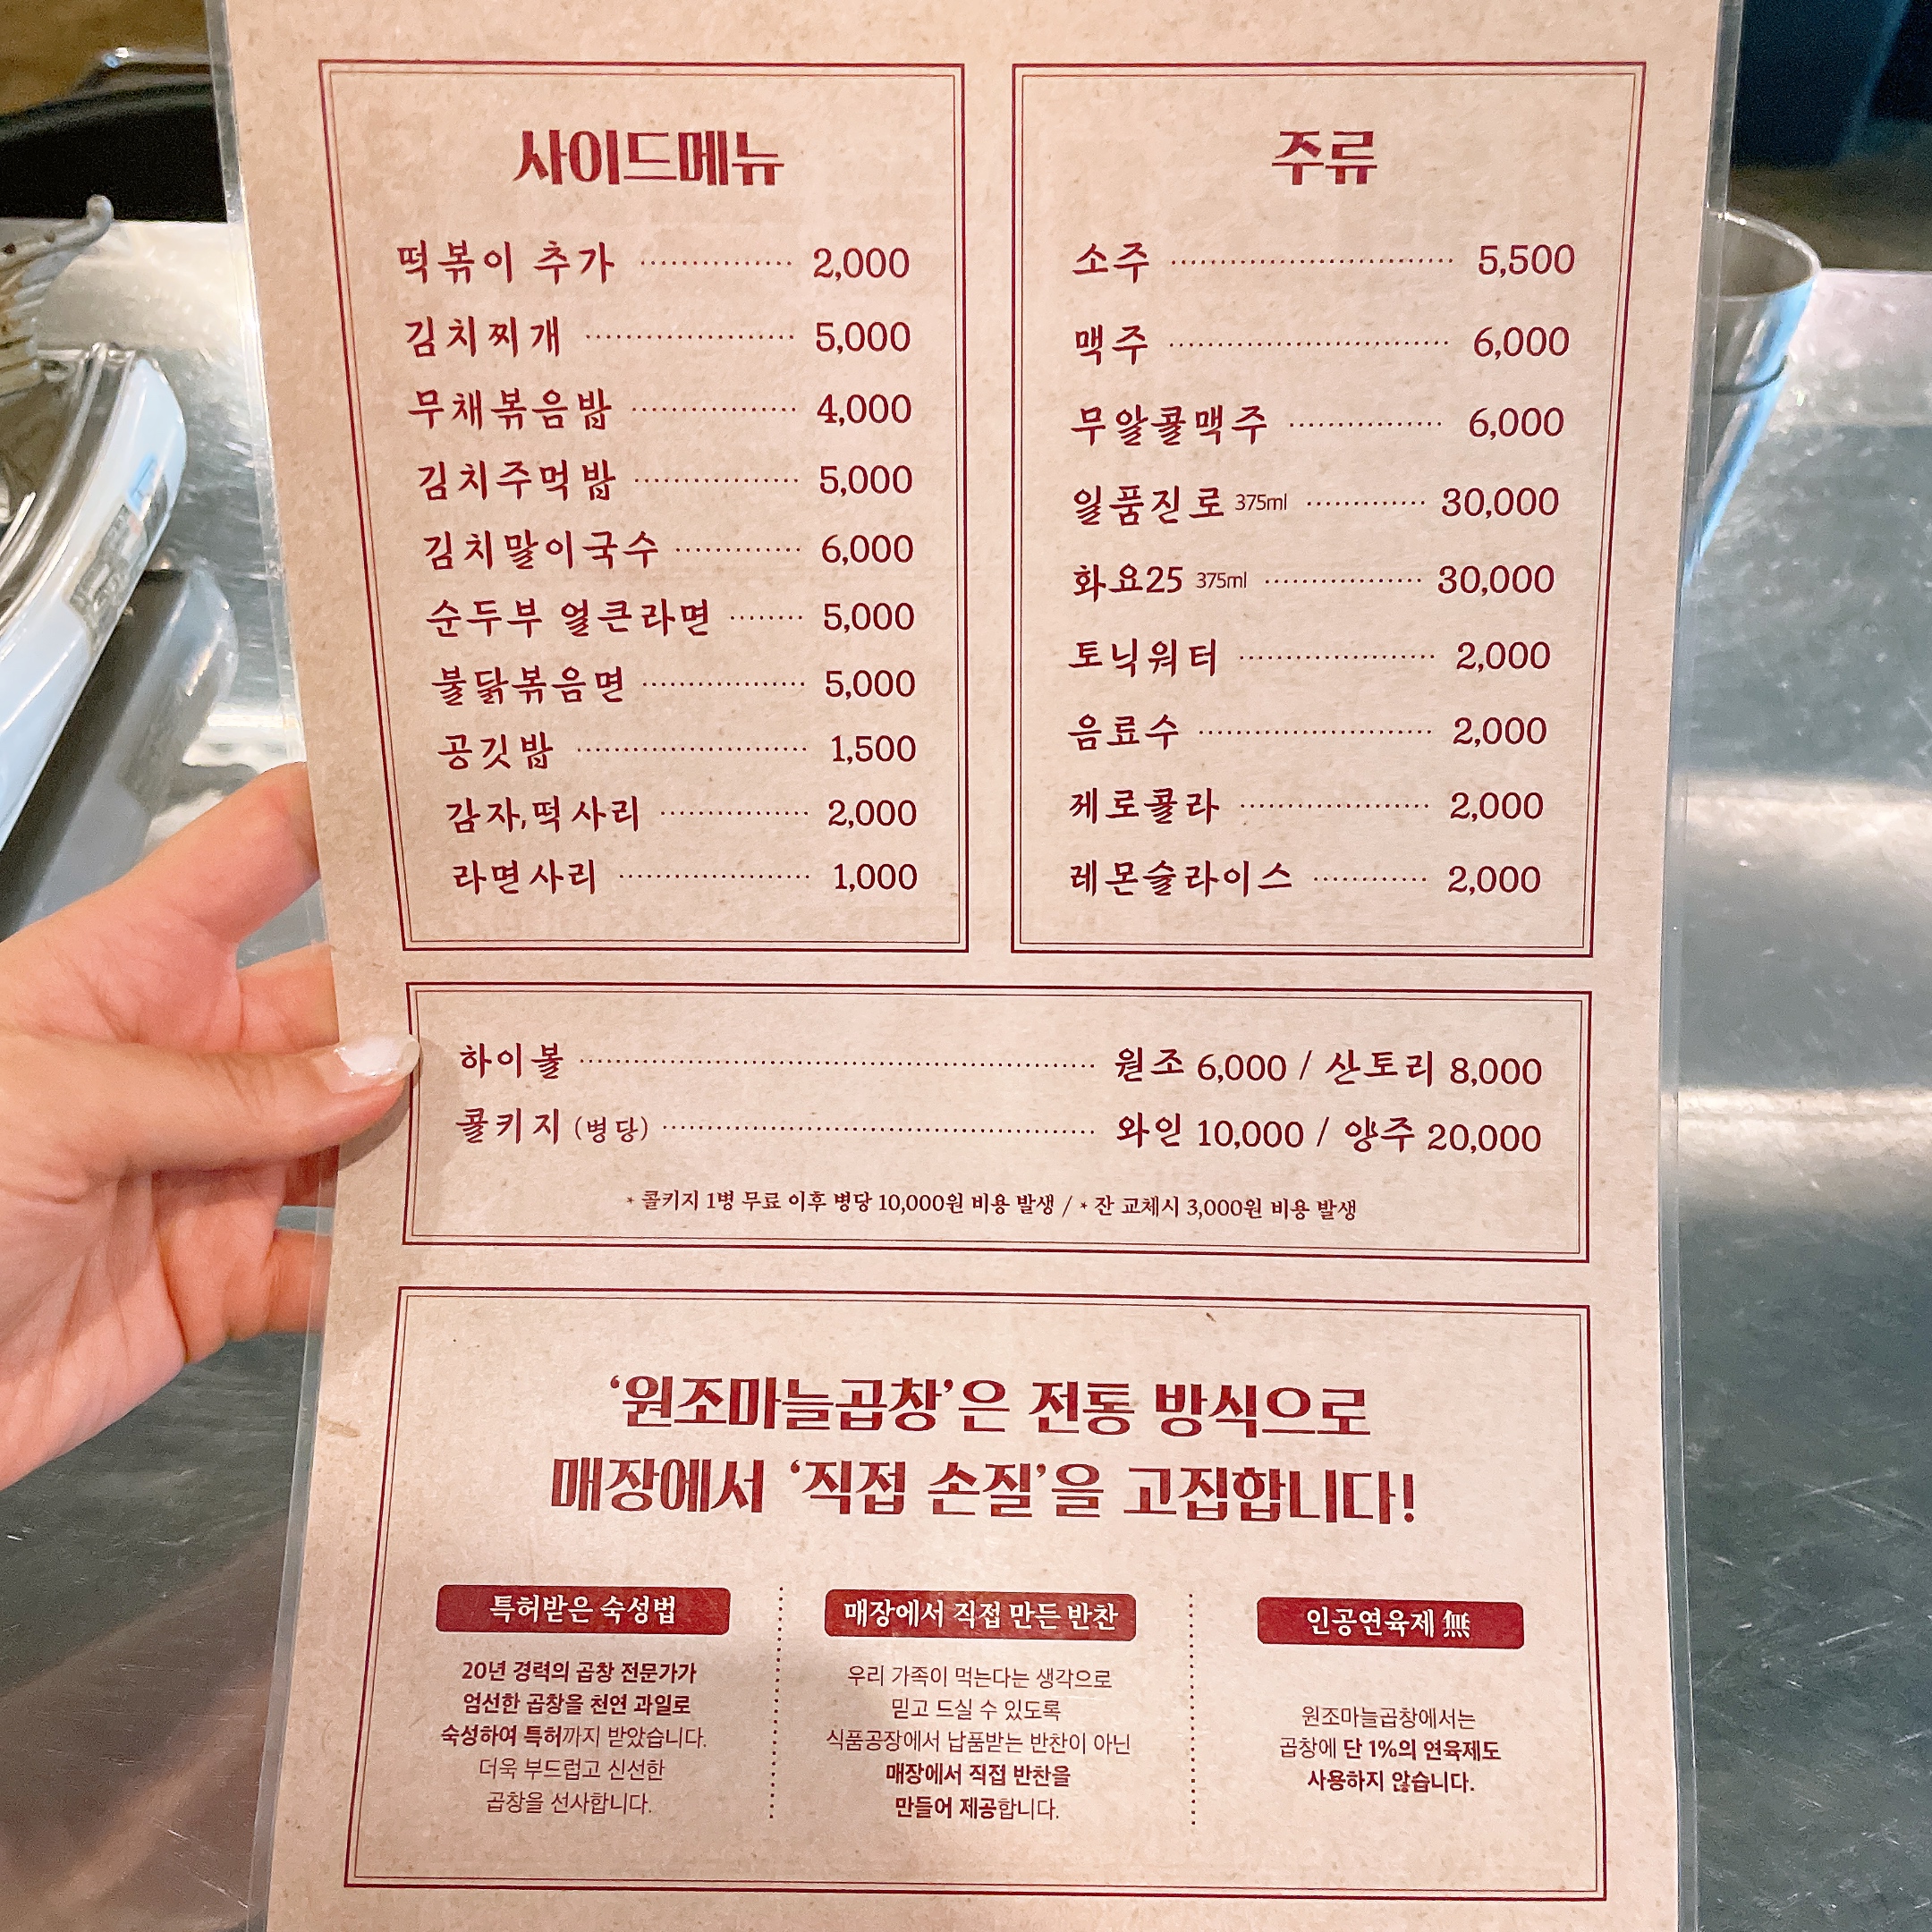 사이드메뉴
떡볶이 추가 2,000
김치찌개 5,000
무채볶음밥 4,000
김치주먹밥 5,000
김치말이국수 6,000
순두부 얼큰라면 5,000
불닭볶음면 5,000
공깃밥 1,500
감자,떡사리 2,000
라면사리 1,000
주류
소주 5,500
맥주 6,000
무알콜맥주 6,000
일품진로 375ml 30,000
화요25 375ml 30,000
토닉워터 2,000
음료수 2,000
제로콜라 2,000
레몬슬라이스 2,000
하이볼 원조 6,000 / 산토리 8,000
콜키지 (병당) 와인 10,000 / 양주 20,000
* 콜키지 1병 무료 이후 병당 10,000원 비용 발생 / * 잔 교체시 3,000원 비용 발생
‘원조마늘곱창’은 전통 방식으로
매장에서 ‘직접 손질’을 고집합니다!
특허받은 숙성법
20년 경력의 곱창 전문가가
엄선한 곱창을 천연 과일로
숙성하여 특허까지 받았습니다.
더욱 부드럽고 신선한
곱창을 선사합니다.
매장에서 직접 만든 반찬
우리 가족이 먹는다는 생각으로
믿고 드실 수 있도록
식품공장에서 납품받는 반찬이 아닌
매장에서 직접 반찬을
만들어 제공합니다.
인공연육제 無
원조마늘곱창에서는
곱창에 단 1%의 연육제도
사용하지 않습니다.